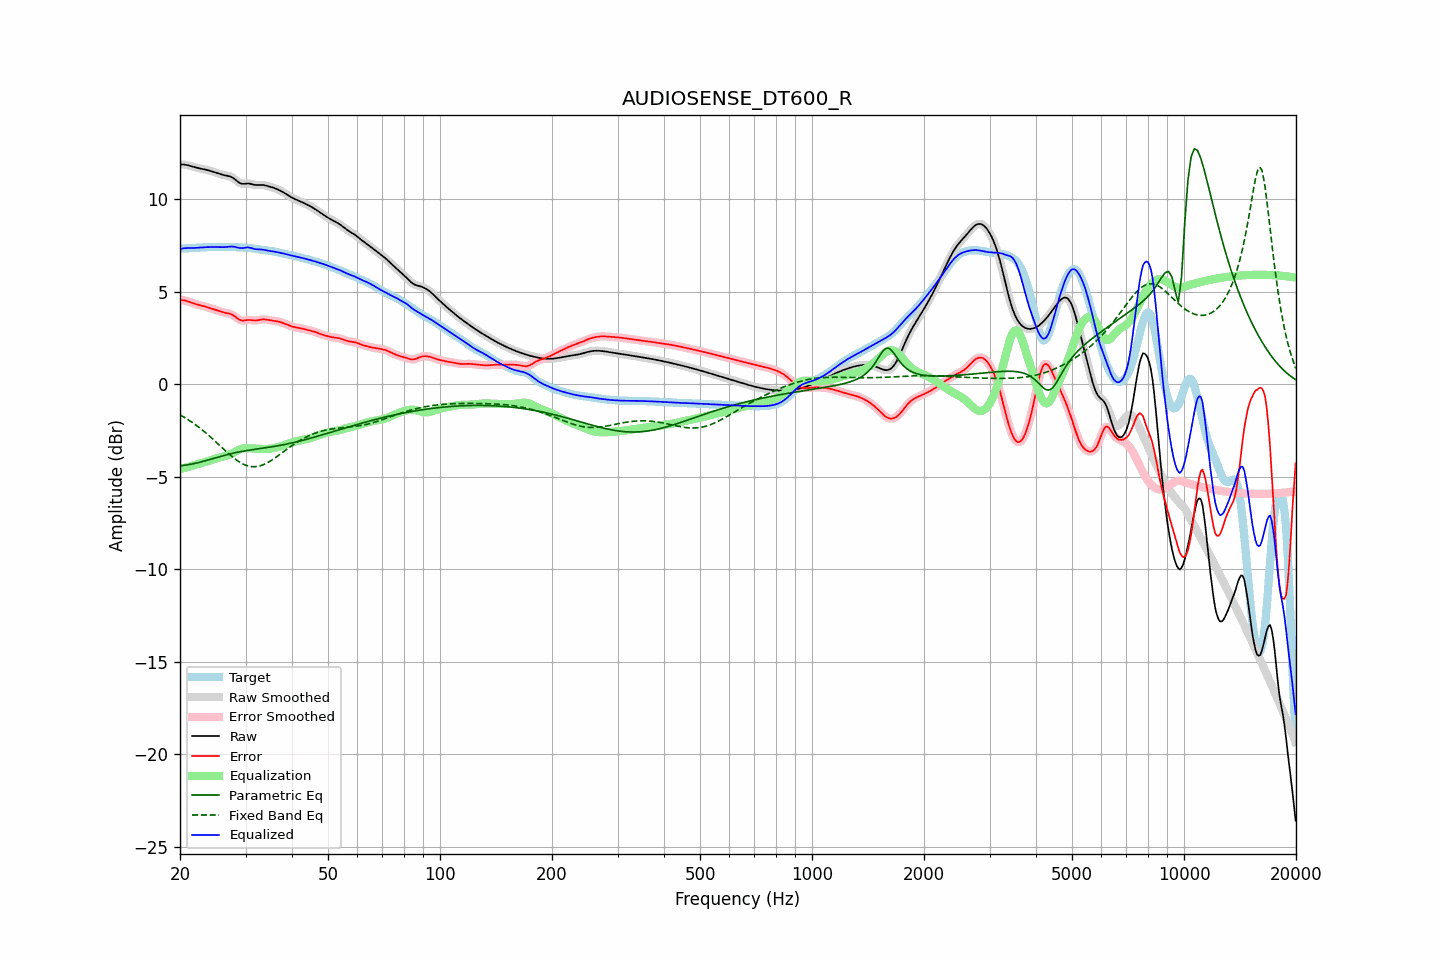 AUDIOSENSE_DT600_R
Amplitude (dBr)
10
5
0
−5
−10
−15
−20
−25
Target
Raw Smoothed
Error Smoothed
Raw
Error
Equalization
Parametric Eq
Fixed Band Eq
Equalized
20 50 100 200 500 1000 2000 5000 10000 20000
Frequency (Hz)